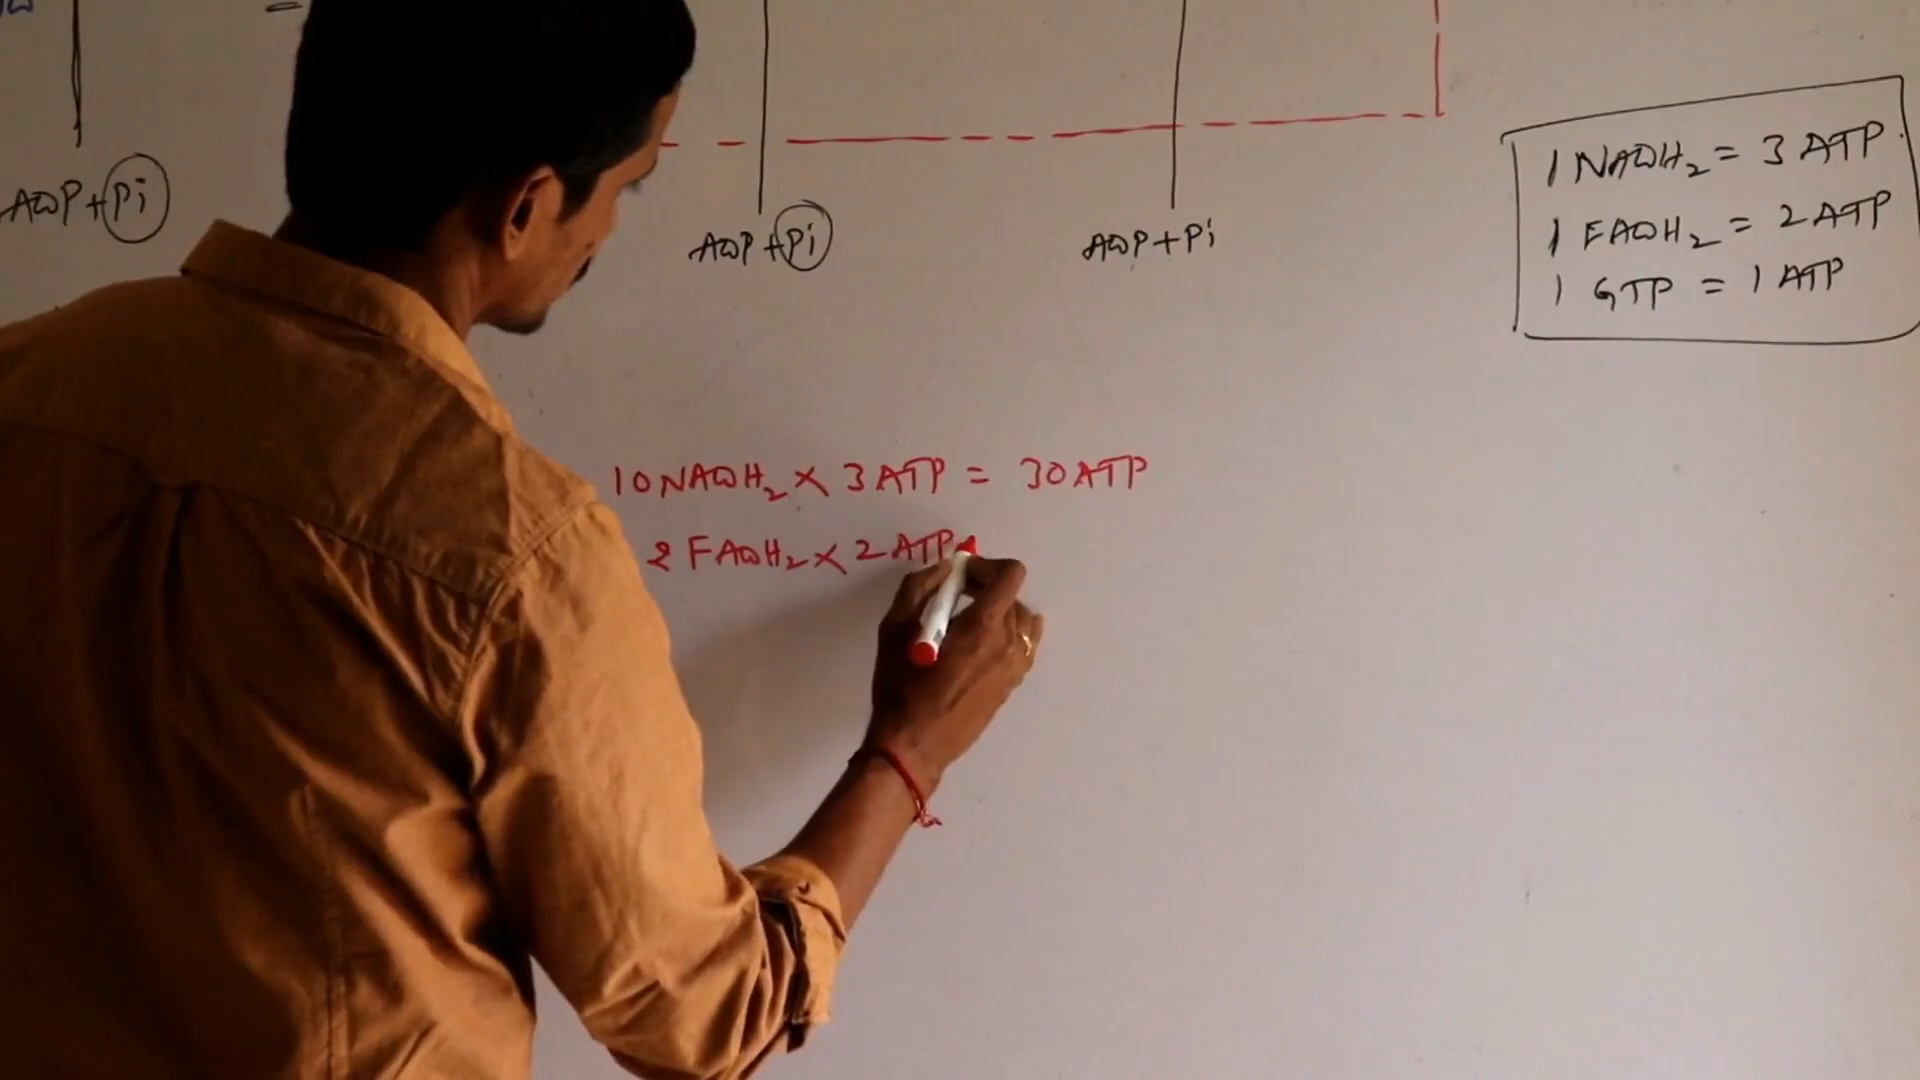 ADP+Pi
ADP+Pi
ADP+Pi
1 NADH2 = 3 ATP
1 FADH2 = 2 ATP
1 GTP = 1 ATP
10 NADH2 × 3 ATP = 30 ATP
2 FADH2 × 2 ATP